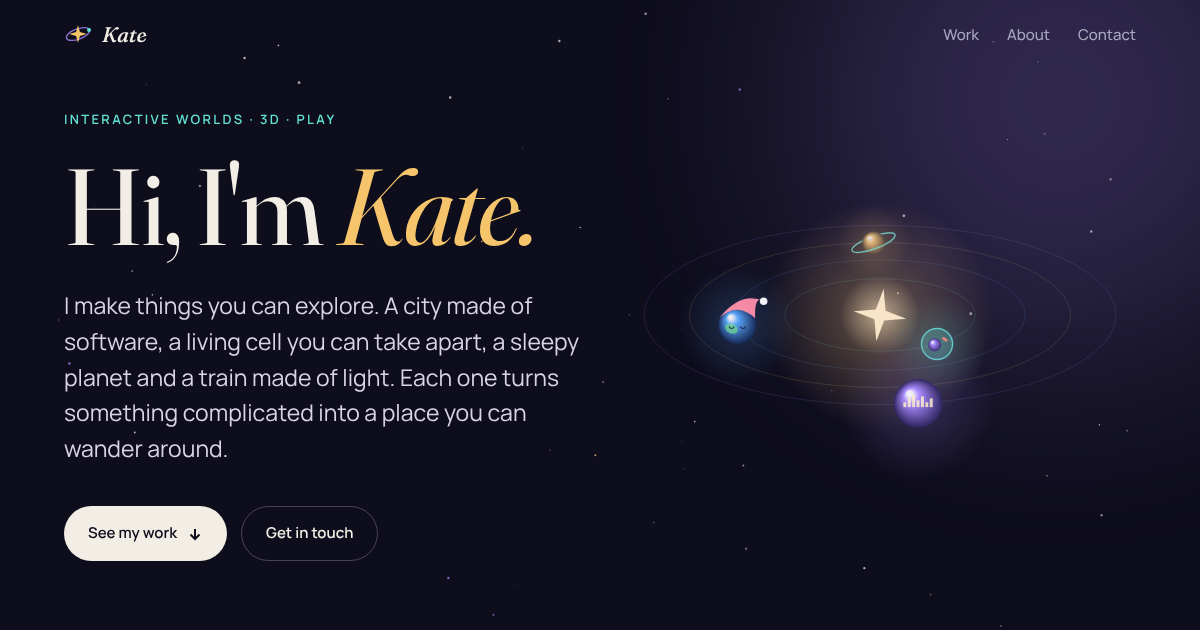 Kate
Work
About
Contact
INTERACTIVE WORLDS · 3D · PLAY
Hi, I'm Kate.
I make things you can explore. A city made of
software, a living cell you can take apart, a sleepy
planet and a train made of light. Each one turns
something complicated into a place you can
wander around.
See my work ↓
Get in touch